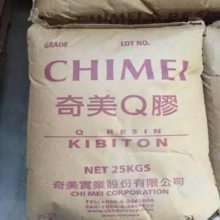 GRADE LOT NO.
CHIMEI
奇美Q膠
Q RESIN
KIBITON
NET 25KGS
奇美實業股份有限公司
CHI MEI CORPORATION